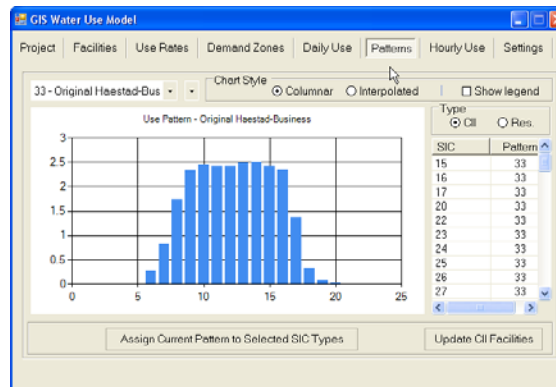 GIS Water Use Model
Project Facilities Use Rates Demand Zones Daily Use Patterns Hourly Use Settings
33 - Original Haestad-Bus
Chart Style
Columnar Interpolated Show legend
Type
CII Res.
Use Pattern - Original Haestad-Business
3
2.5
2
1.5
1
0.5
0
0 5 10 15 20 25
SIC Pattern
15 33
16 33
17 33
20 33
22 33
23 33
24 33
25 33
26 33
27 33
Assign Current Pattern to Selected SIC Types
Update CII Facilities